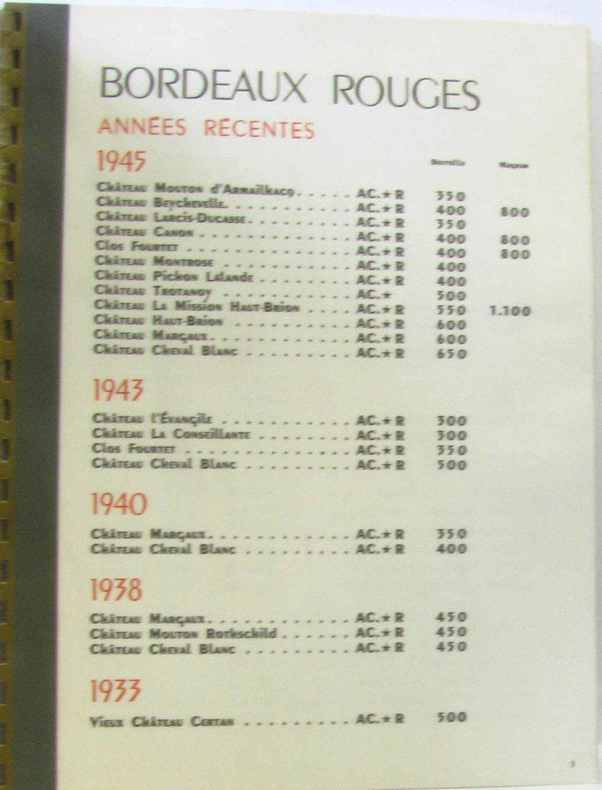 BORDEAUX ROUGES
ANNÉES RÉCENTES
1945 Bouteille Magnum
Château Mouton d'Armailhacq. . . . . AC.★R 350
Château Beychevelle. . . . . . . . . . . AC.★R 400 800
Château Larcis-Ducasse. . . . . . . . . AC.★R 350
Château Canon . . . . . . . . . . . . . AC.★R 400 800
Clos Fourtet . . . . . . . . . . . . . . AC.★R 400 800
Château Montrose . . . . . . . . . . . AC.★R 400
Château Pichon Lalande . . . . . . . . AC.★R 400
Château Trotanoy . . . . . . . . . . . AC.★ 500
Château La Mission Haut-Brion . . . . AC.★R 550 1.100
Château Haut-Brion . . . . . . . . . . AC.★R 600
Château Margaux. . . . . . . . . . . . AC.★R 600
Château Cheval Blanc . . . . . . . . . AC.★R 650
1943
Château l'Évangile . . . . . . . . . . . AC.★R 300
Château La Conseillante . . . . . . . . AC.★R 300
Clos Fourtet . . . . . . . . . . . . . . AC.★R 350
Château Cheval Blanc . . . . . . . . . AC.★R 500
1940
Château Margaux. . . . . . . . . . . . AC.★R 350
Château Cheval Blanc . . . . . . . . . AC.★R 400
1938
Château Margaux. . . . . . . . . . . . AC.★R 450
Château Mouton Rothschild . . . . . . AC.★R 450
Château Cheval Blanc . . . . . . . . . AC.★R 450
1933
Vieux Château Certan . . . . . . . . . AC.★R 500